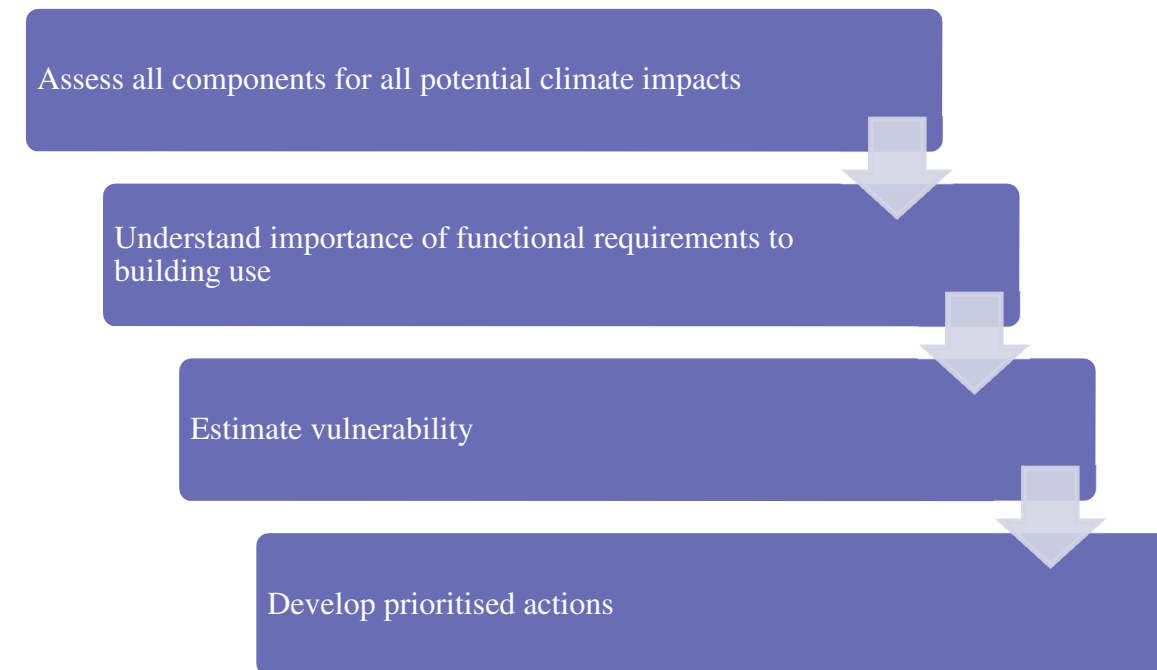 Assess all components for all potential climate impacts
Understand importance of functional requirements to
building use
Estimate vulnerability
Develop prioritised actions